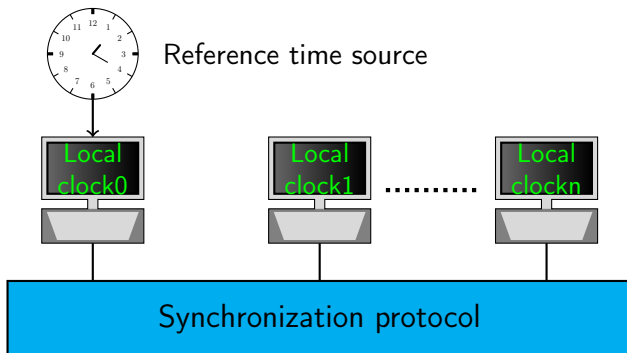 12
11
1
10
2
9
3
8
4
7
5
6
Reference time source
Local
clock0
Local
clock1
Local
clockn
Synchronization protocol